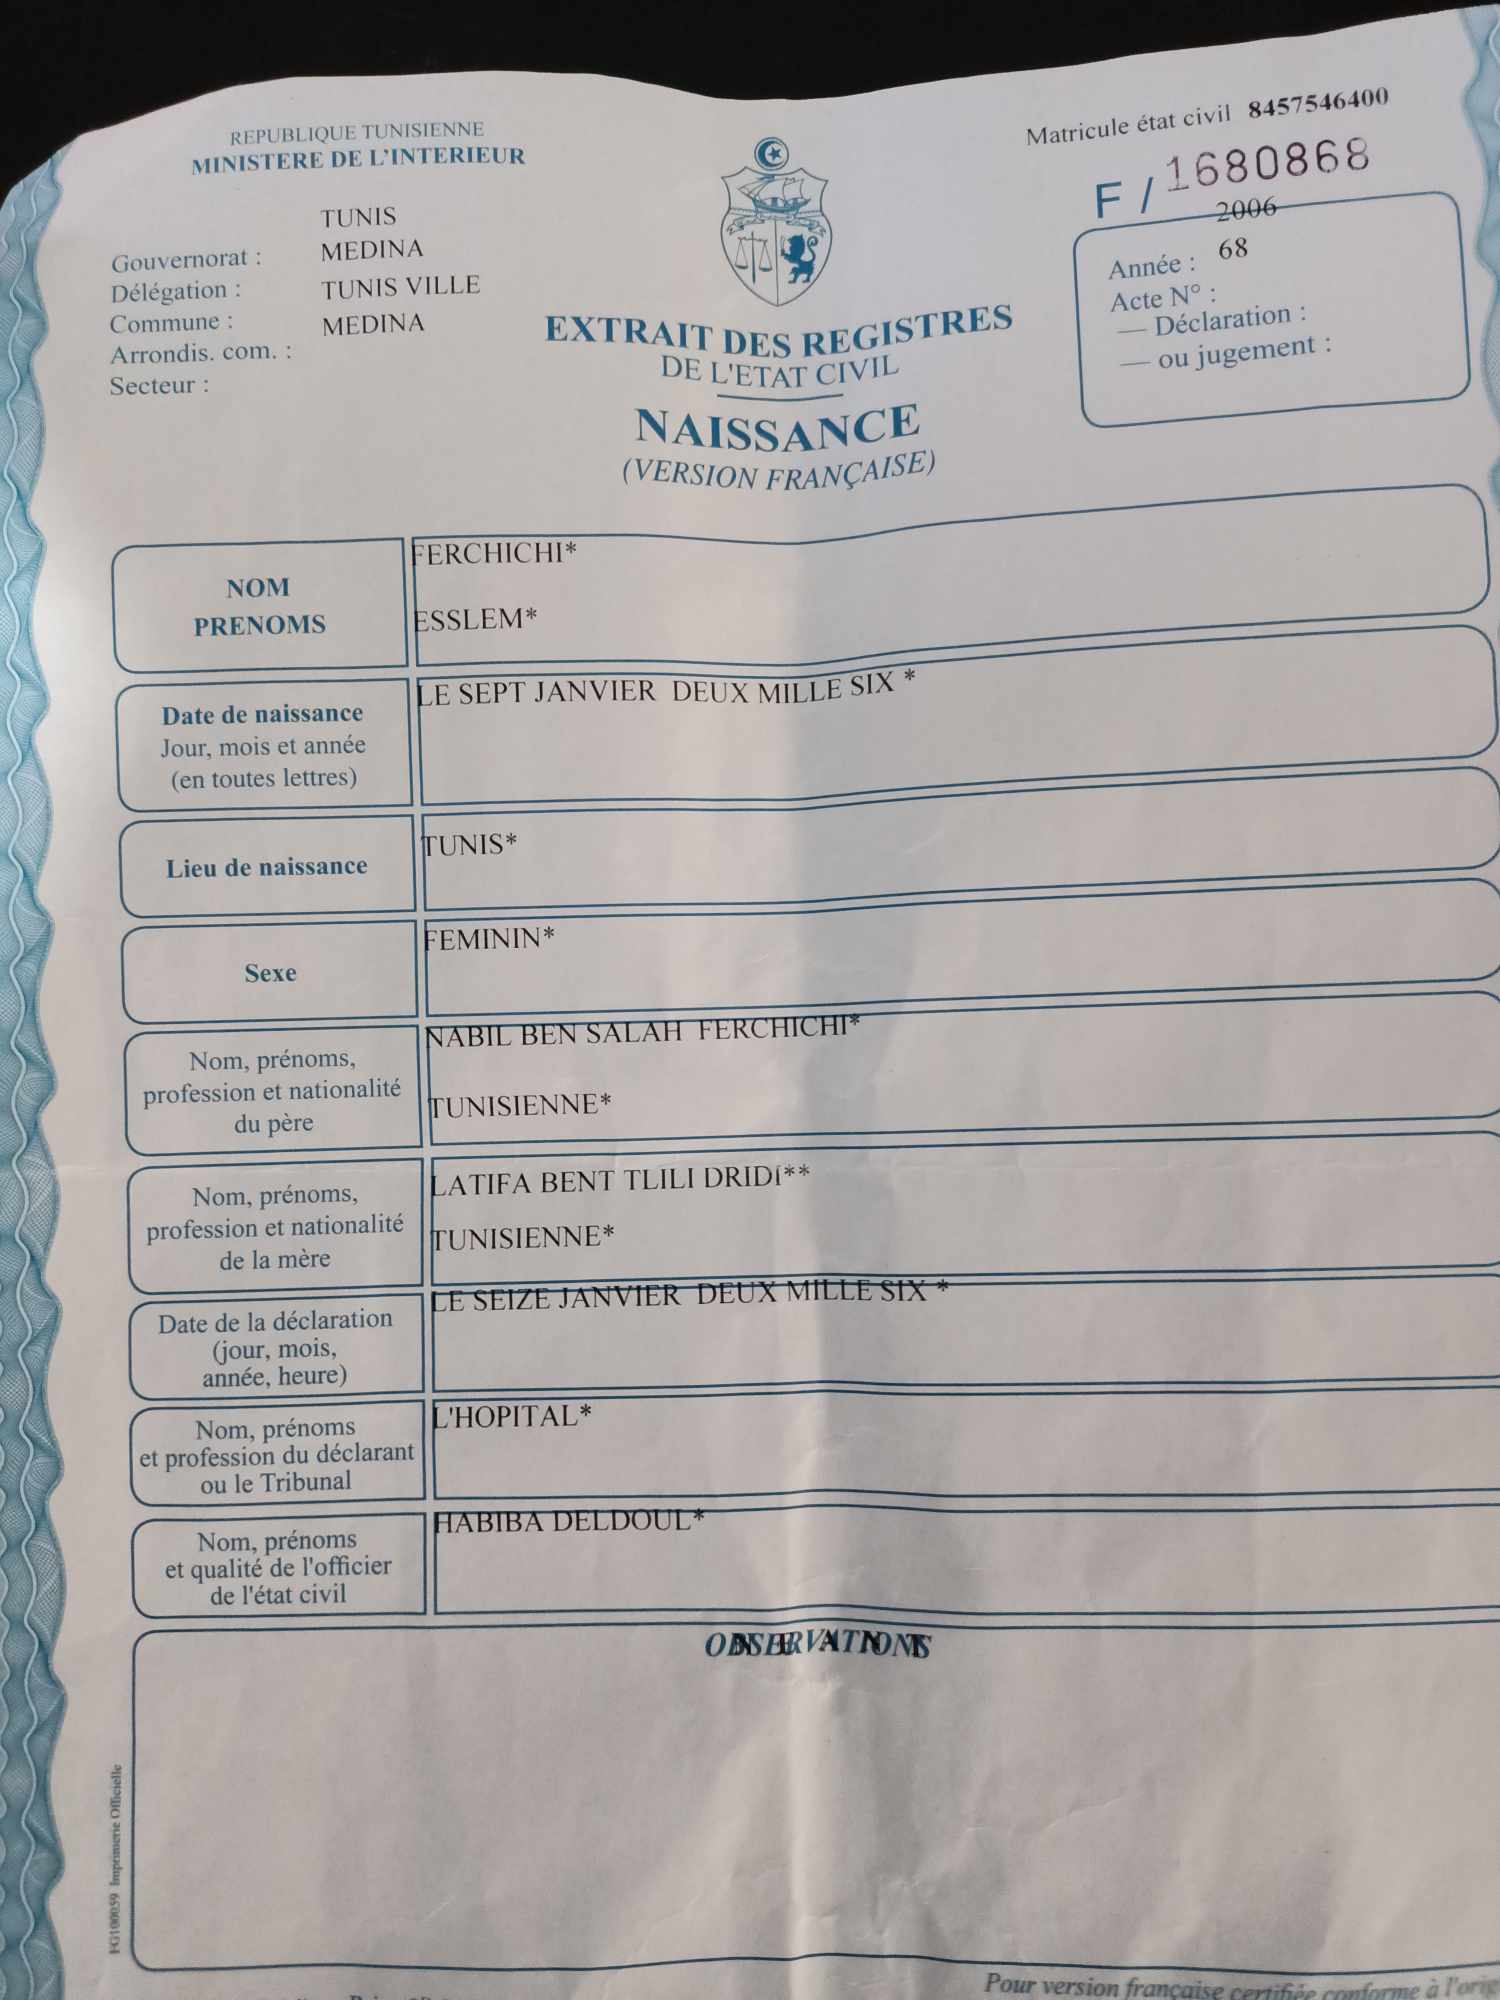 REPUBLIQUE TUNISIENNE
MINISTERE DE L'INTERIEUR
Gouvernorat : TUNIS
Délégation : MEDINA
Commune : TUNIS VILLE
Arrondis. com. : MEDINA
Secteur :
EXTRAIT DES REGISTRES
DE L'ETAT CIVIL
NAISSANCE
(VERSION FRANÇAISE)
Matricule état civil 8457546400
F / 1680868
Année : 2006
Acte N° : 68
— Déclaration :
— ou jugement :
NOM
PRENOMS
FERCHICHI*
ESSLEM*
Date de naissance
Jour, mois et année
(en toutes lettres)
LE SEPT JANVIER DEUX MILLE SIX *
Lieu de naissance
TUNIS*
Sexe
FEMININ*
Nom, prénoms,
profession et nationalité
du père
NABIL BEN SALAH FERCHICHI*
TUNISIENNE*
Nom, prénoms,
profession et nationalité
de la mère
LATIFA BENT TLILI DRIDI**
TUNISIENNE*
Date de la déclaration
(jour, mois,
année, heure)
LE SEIZE JANVIER DEUX MILLE SIX *
Nom, prénoms
et profession du déclarant
ou le Tribunal
L'HOPITAL*
Nom, prénoms
et qualité de l'officier
de l'état civil
HABIBA DELDOUL*
OBSERVATIONS
N E A N T
FG100059 Imprimerie Officielle
Pour version française certifiée conforme à